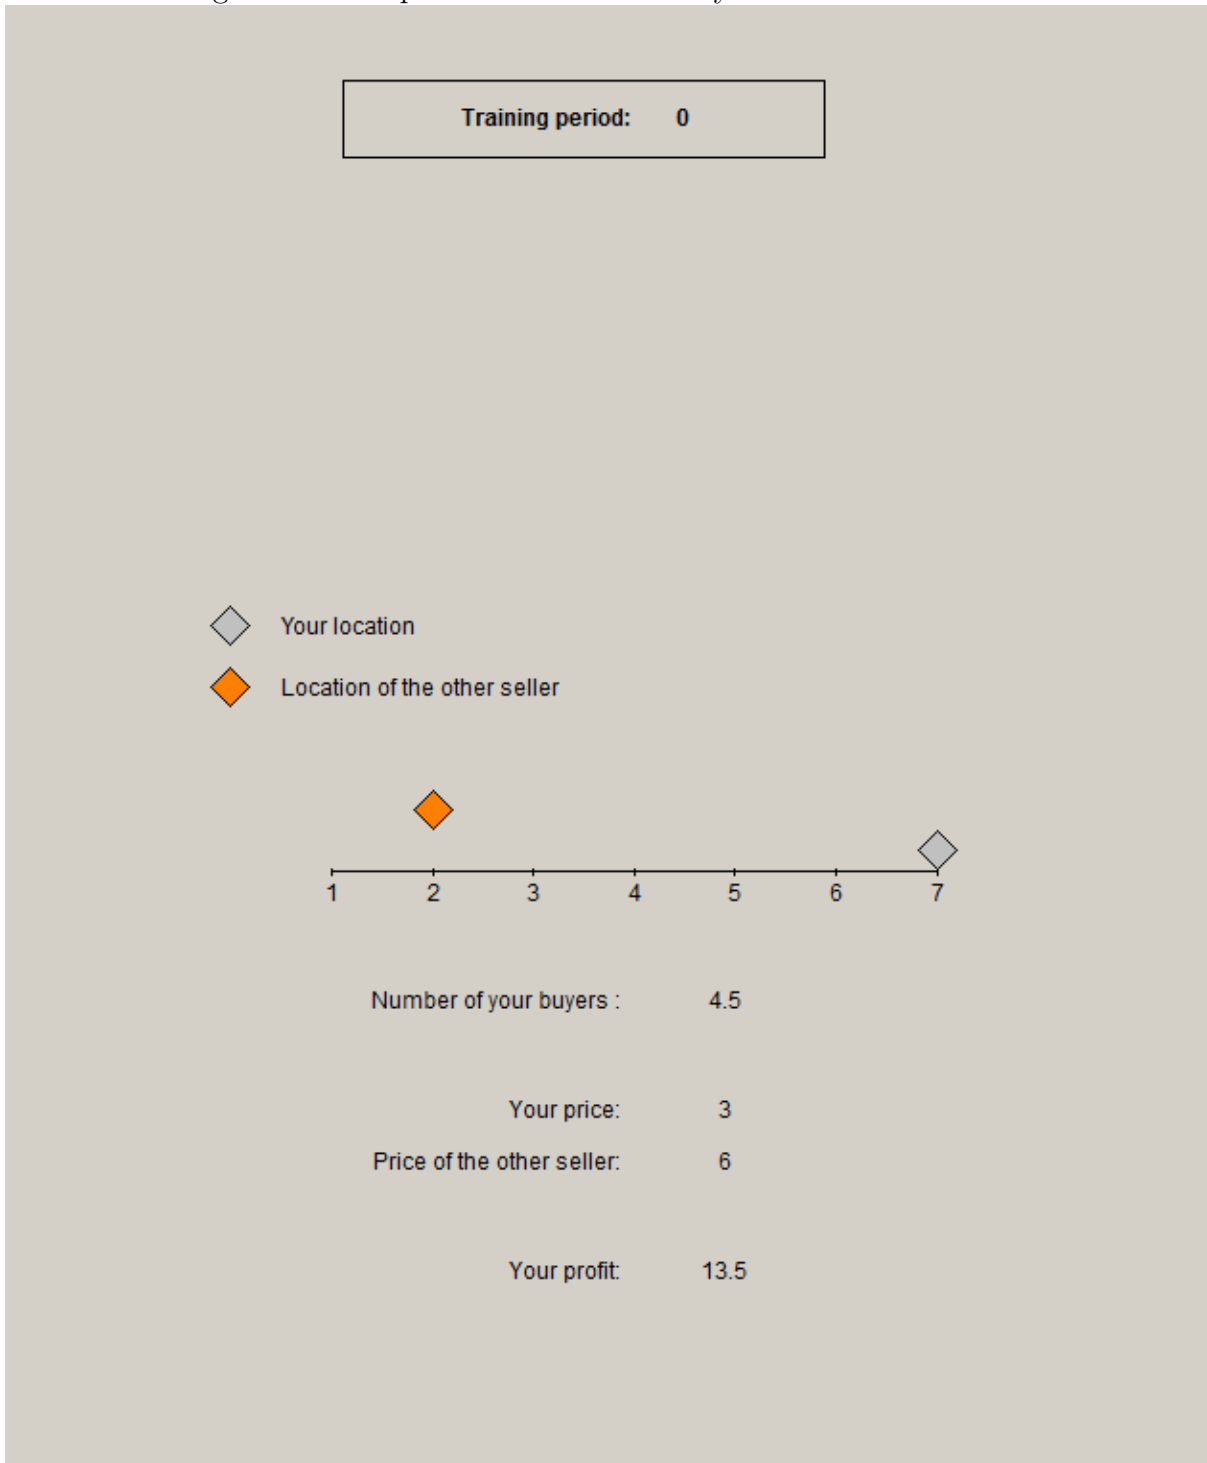 Training period: 0
Your location
Location of the other seller
1 2 3 4 5 6 7
Number of your buyers : 4.5
Your price: 3
Price of the other seller: 6
Your profit: 13.5